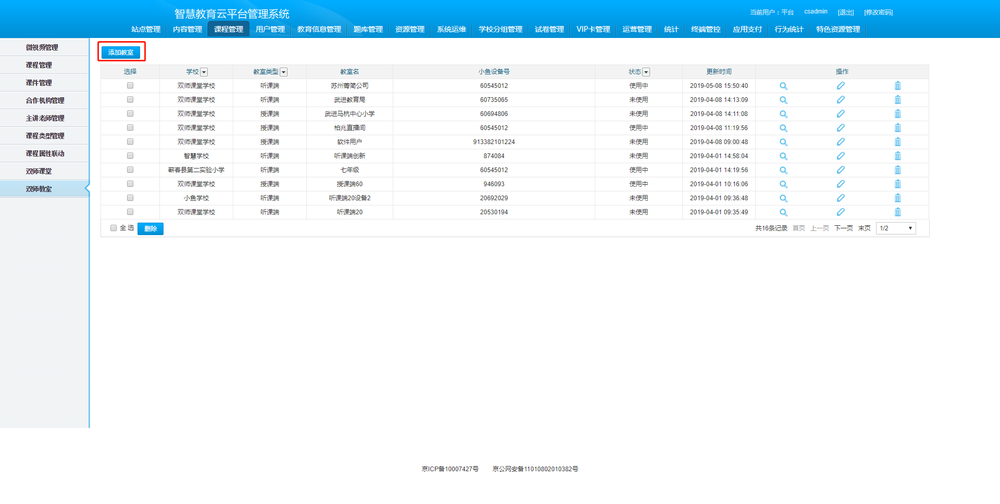 智慧教育云平台管理系统
当前用户：平台 csadmin [退出] [修改密码]
站点管理 内容管理 课程管理 用户管理 教育信息管理 题库管理 资源管理 系统运维 学校分组管理 试卷管理 VIP卡管理 运营管理 统计 终端管控 应用支付 行为统计 特色资源管理
微视频管理
课程管理
课件管理
合作机构管理
主讲老师管理
课程类型管理
课程属性联动
双师课堂
双师教室
添加教室
选择 学校 教室类型 教室名 小鱼设备号 状态 更新时间 操作
双师课堂学校 听课端 苏州菁简公司 60545012 使用中 2019-05-08 15:50:40
双师课堂学校 听课端 武进教育局 60735065 未使用 2019-04-08 14:13:09
双师课堂学校 授课端 武进马杭中心小学 60694806 未使用 2019-04-08 14:11:08
双师课堂学校 授课端 柏兆直播间 60545012 使用中 2019-04-08 11:19:56
双师课堂学校 授课端 软件用户 913382101224 未使用 2019-04-08 09:00:48
智慧学校 听课端 听课端创新 874084 未使用 2019-04-01 14:58:04
蕲春县第二实验小学 听课端 七年级 60545012 使用中 2019-04-01 14:19:56
双师课堂学校 授课端 授课端60 946093 使用中 2019-04-01 10:16:06
小鱼学校 听课端 听课端20设备2 20692029 未使用 2019-04-01 09:36:48
双师课堂学校 听课端 听课端20 20530194 未使用 2019-04-01 09:35:49
全 选 删除 共16条记录 首页 上一页 下一页 末页 1/2
京ICP备10007427号 京公网安备11010802010382号